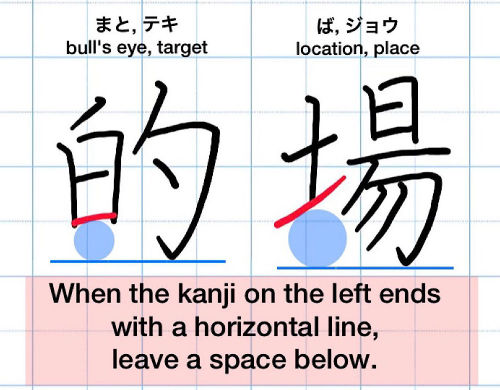 まと, テキ
bull's eye, target
的
ば, ジョウ
location, place
場
When the kanji on the left ends
with a horizontal line,
leave a space below.